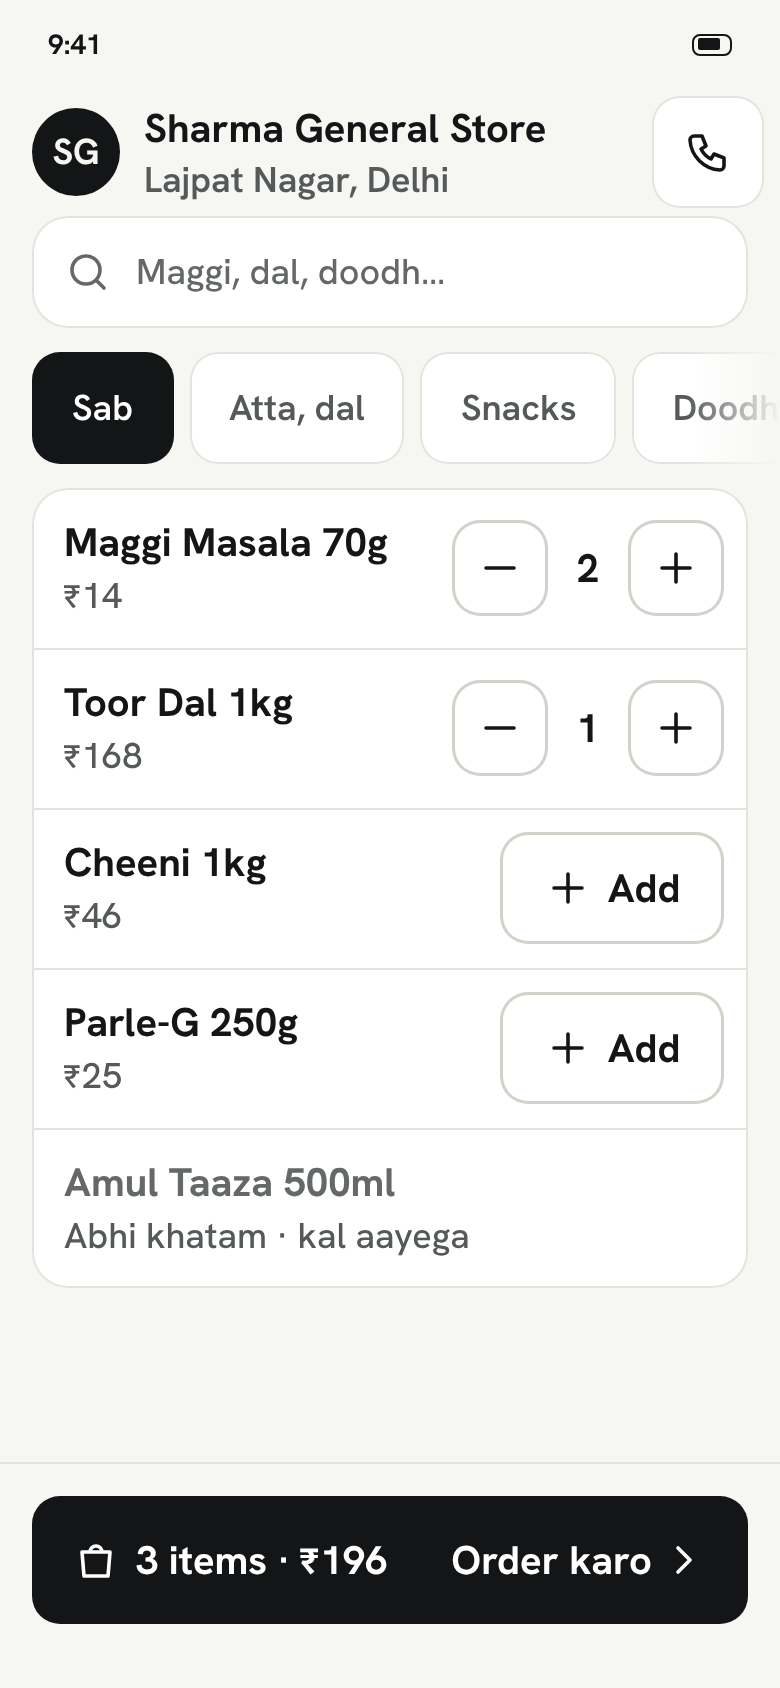 9:41
SG
Sharma General Store
Lajpat Nagar, Delhi
Maggi, dal, doodh...
Sab
Atta, dal
Snacks
Doodh
Maggi Masala 70g
₹14
2
Toor Dal 1kg
₹168
1
Cheeni 1kg
₹46
Add
Parle-G 250g
₹25
Add
Amul Taaza 500ml
Abhi khatam · kal aayega
3 items · ₹196
Order karo